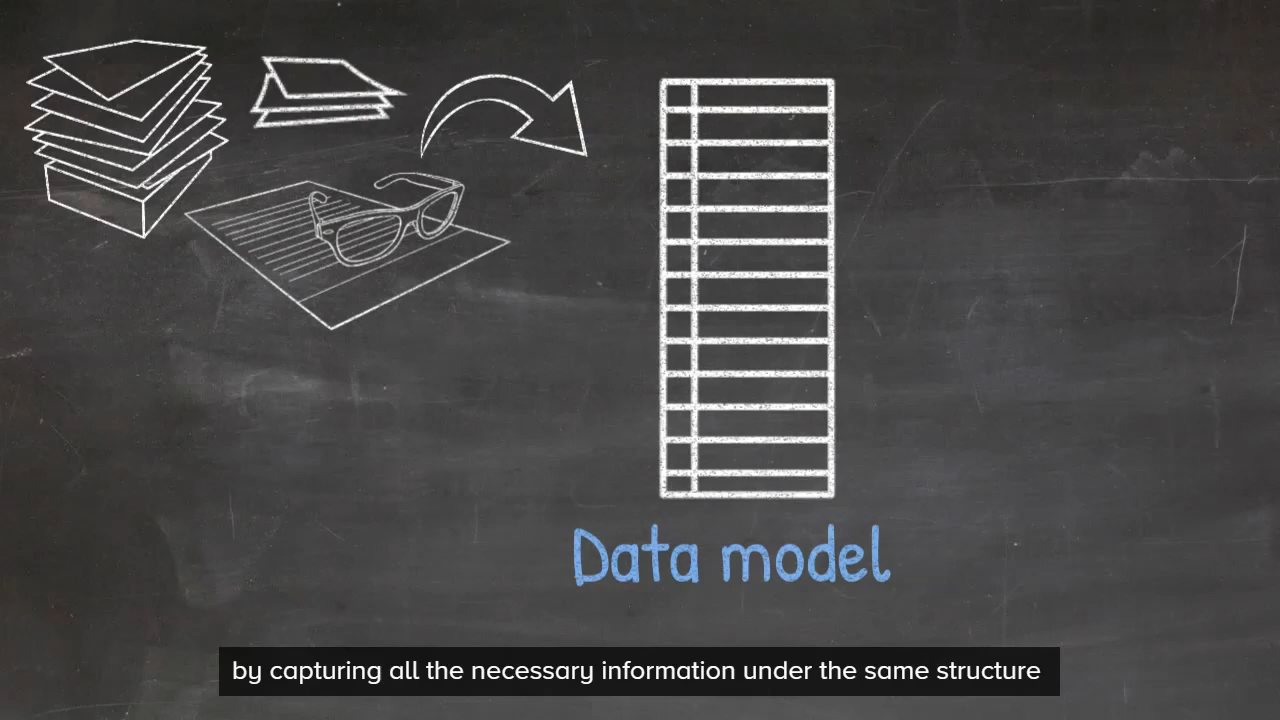 Data model
by capturing all the necessary information under the same structure